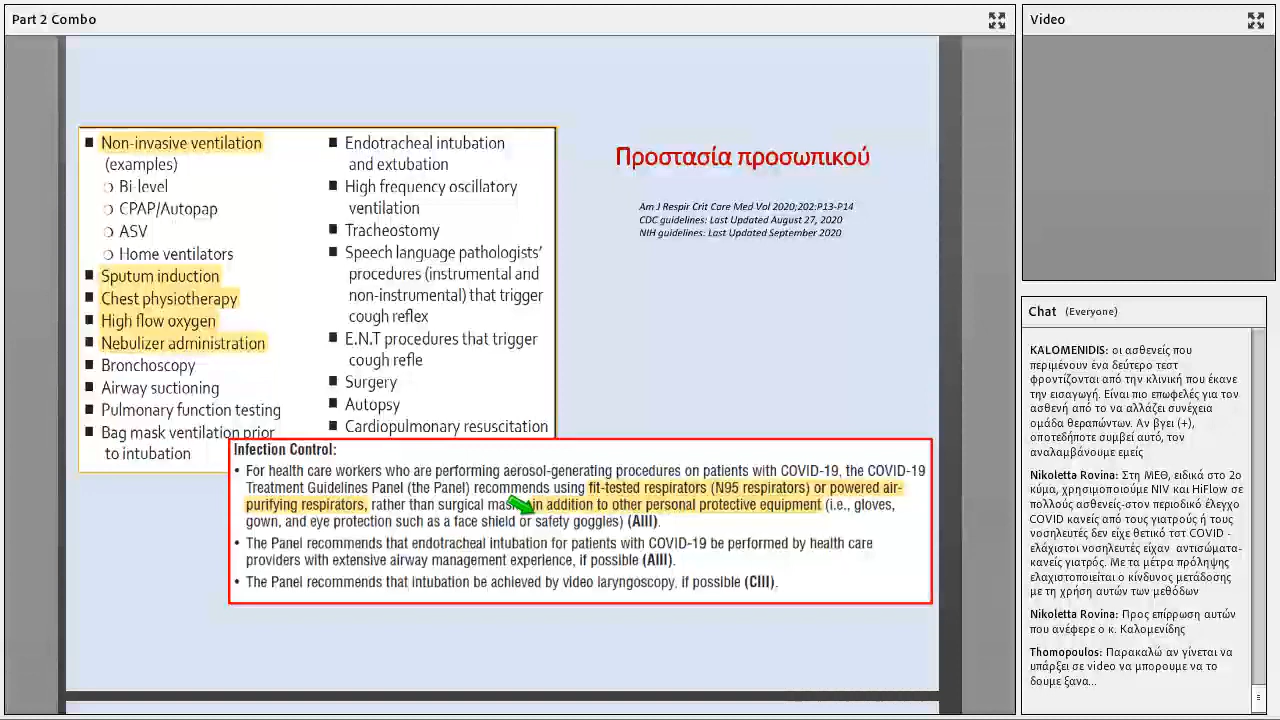 Part 2 Combo
Non-invasive ventilation
(examples)
Bi-level
CPAP/Autopap
ASV
Home ventilators
Sputum induction
Chest physiotherapy
High flow oxygen
Nebulizer administration
Bronchoscopy
Airway suctioning
Pulmonary function testing
Bag mask ventilation prior
to intubation
Endotracheal intubation
and extubation
High frequency oscillatory
ventilation
Tracheostomy
Speech language pathologists’
procedures (instrumental and
non-instrumental) that trigger
cough reflex
E.N.T procedures that trigger
cough refle
Surgery
Autopsy
Cardiopulmonary resuscitation
Προστασία προσωπικού
Am J Respir Crit Care Med Vol 2020;202:P13-P14
CDC guidelines: Last Updated August 27, 2020
NIH guidelines: Last Updated September 2020
Infection Control:
• For health care workers who are performing aerosol-generating procedures on patients with COVID-19, the COVID-19
Treatment Guidelines Panel (the Panel) recommends using fit-tested respirators (N95 respirators) or powered air-
purifying respirators, rather than surgical in addition to other personal protective equipment (i.e., gloves,
gown, and eye protection such as a face shield or safety goggles) (AIII).
• The Panel recommends that endotracheal intubation for patients with COVID-19 be performed by health care
providers with extensive airway management experience, if possible (AIII).
• The Panel recommends that intubation be achieved by video laryngoscopy, if possible (CIII).
Video
Chat (Everyone)
KALOMENIDIS: οι ασθενείς που
περιμένουν ένα δεύτερο τεστ
φροντίζονται από την κλινική που έκανε
την εισαγωγή. Είναι πιο επωφελές για τον
ασθενή από το να αλλάζει συνέχεια
ομάδα θεραπώντων. Αν βγει (+),
οποτεδήποτε συμβεί αυτό, τον
αναλαμβάνουμε εμείς
Nikoletta Rovina: Στη ΜΕΘ, ειδικά στο 2ο
κύμα, χρησιμοποιούμε NIV και HiFlow σε
πολλούς ασθενείς-στον περιοδικό έλεγχο
COVID κανείς από τους γιατρούς ή τους
νοσηλευτές δεν είχε θετικό τστ COVID -
ελάχιστοι νοσηλευτές είχαν αντισώματα-
κανείς γιατρός. Με τα μέτρα πρόληψης
ελαχιστοποιείται ο κίνδυνος μετάδοσης
με τη χρήση αυτών των μεθόδων
Nikoletta Rovina: Προς επίρρωση αυτών
που ανέφερε ο κ. Καλομενίδης
Thomopoulos: Παρακαλώ αν γίνεται να
υπάρξει σε video να μπορουμε να το
δουμε ξανα...